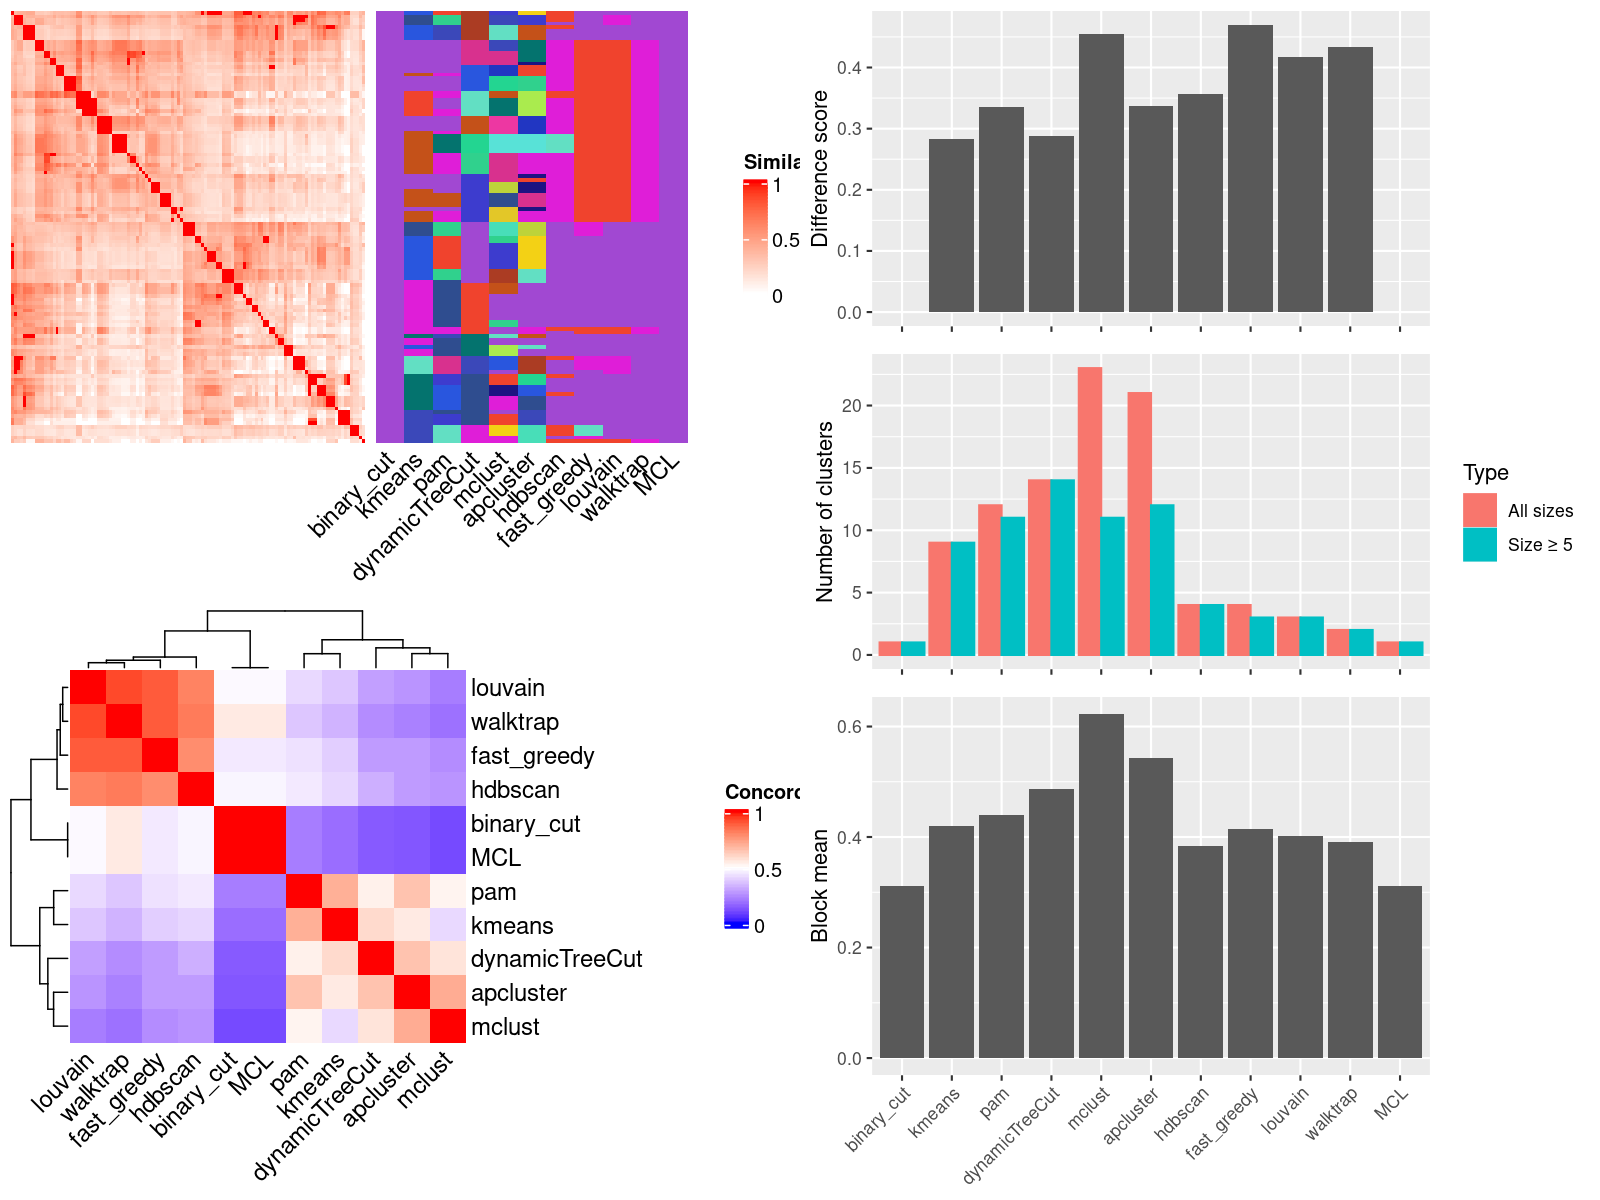 Simila
1
0.5
0
binary_cut
kmeans
pam
dynamicTreeCut
mclust
apcluster
hdbscan
fast_greedy
louvain
walktrap
MCL
louvain
walktrap
fast_greedy
hdbscan
binary_cut
MCL
pam
kmeans
dynamicTreeCut
apcluster
mclust
louvain
walktrap
fast_greedy
hdbscan
binary_cut
MCL
pam
kmeans
dynamicTreeCut
apcluster
mclust
Concord
1
0.5
0
Difference score
0.4
0.3
0.2
0.1
0.0
Number of clusters
20
15
10
5
0
Type
All sizes
Size ≥ 5
Block mean
0.6
0.4
0.2
0.0
binary_cut
kmeans
pam
dynamicTreeCut
mclust
apcluster
hdbscan
fast_greedy
louvain
walktrap
MCL